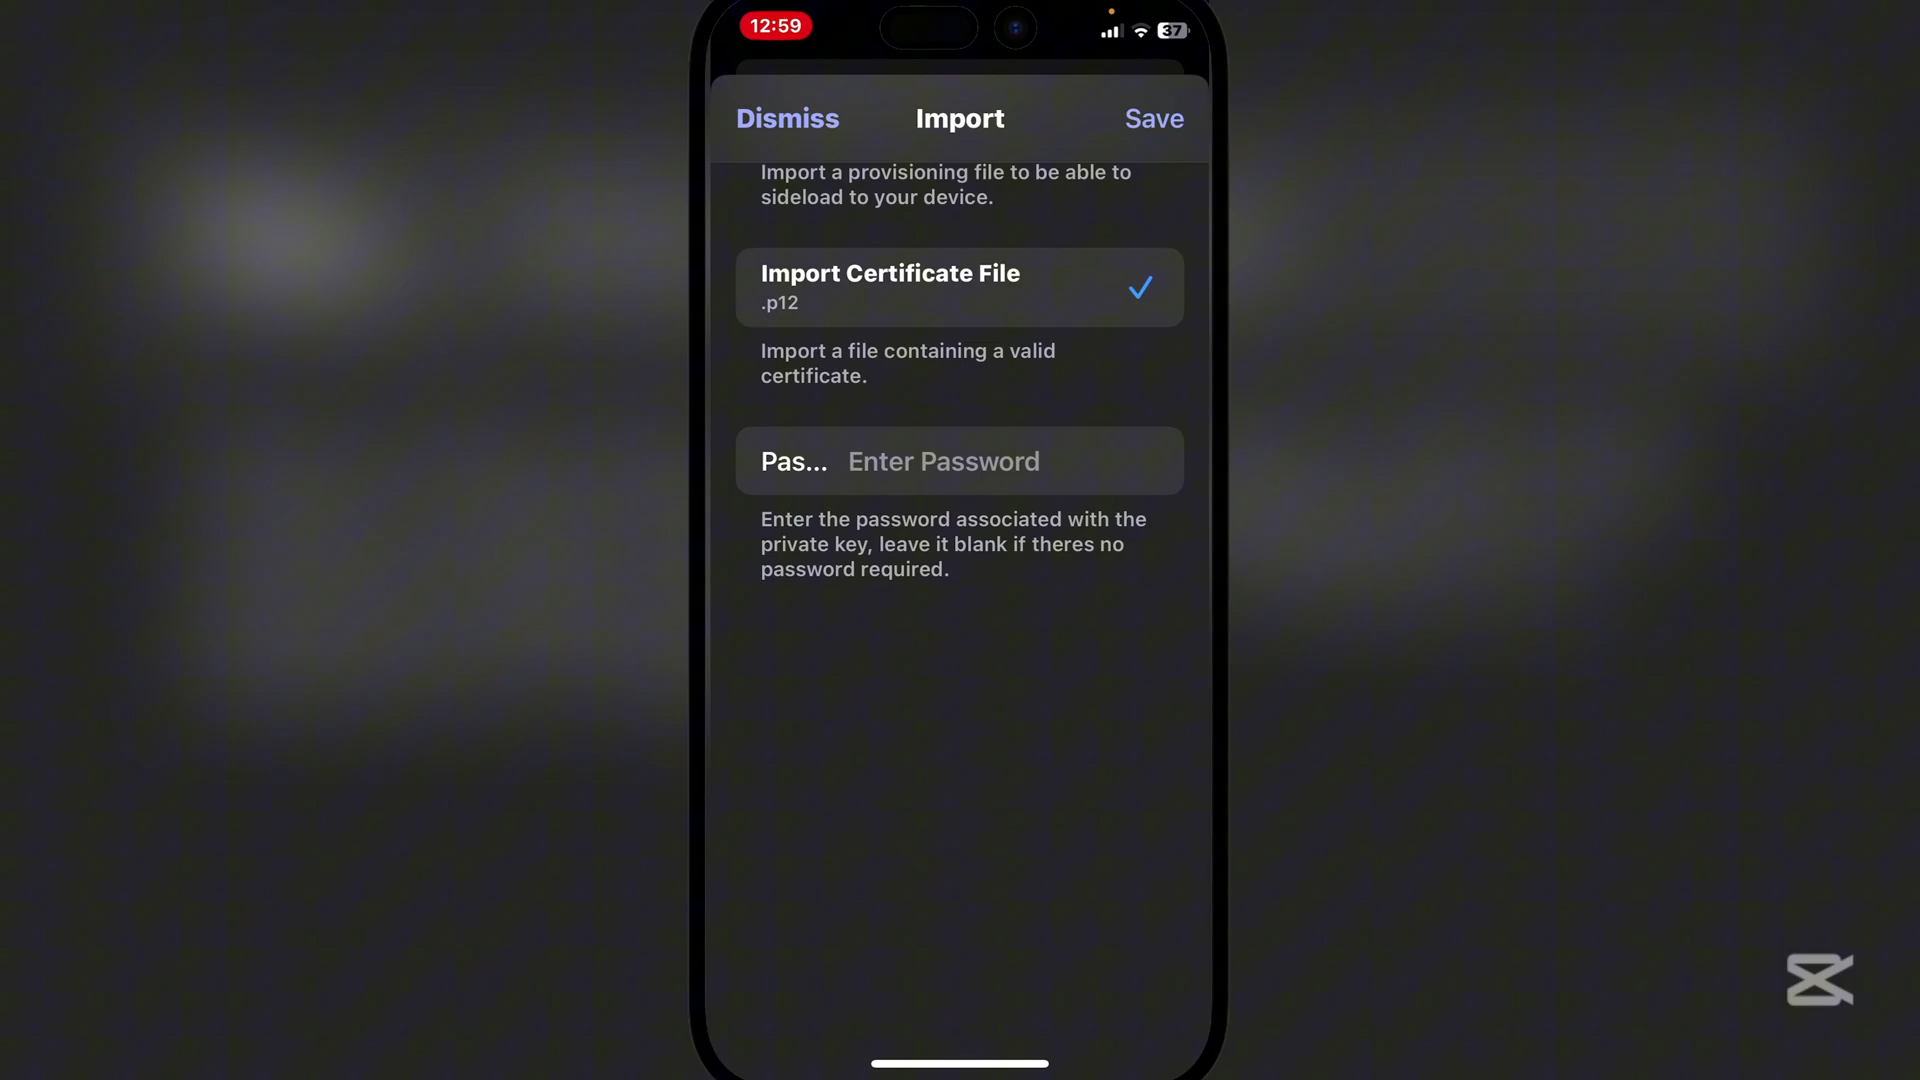 12:59
37
Dismiss Import Save
Import a provisioning file to be able to
sideload to your device.
Import Certificate File
.p12
Import a file containing a valid
certificate.
Pas... Enter Password
Enter the password associated with the
private key, leave it blank if theres no
password required.